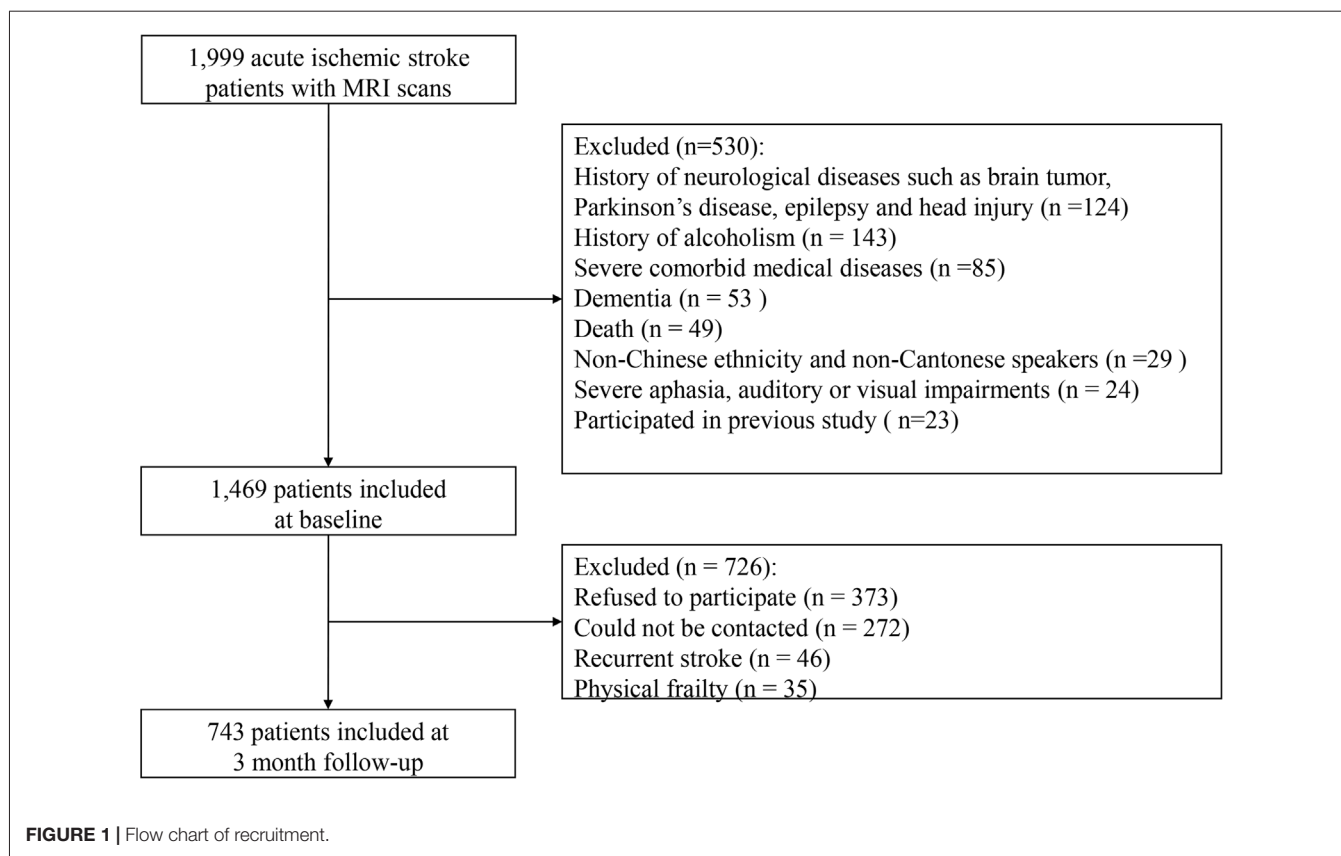 1,999 acute ischemic stroke
patients with MRI scans
Excluded (n=530):
History of neurological diseases such as brain tumor,
Parkinson's disease, epilepsy and head injury (n =124)
History of alcoholism (n = 143)
Severe comorbid medical diseases (n =85)
Dementia (n = 53 )
Death (n = 49)
Non-Chinese ethnicity and non-Cantonese speakers (n =29 )
Severe aphasia, auditory or visual impairments (n = 24)
Participated in previous study ( n=23)
1,469 patients included
at baseline
Excluded (n = 726):
Refused to participate (n = 373)
Could not be contacted (n = 272)
Recurrent stroke (n = 46)
Physical frailty (n = 35)
743 patients included at
3 month follow-up
FIGURE 1 | Flow chart of recruitment.